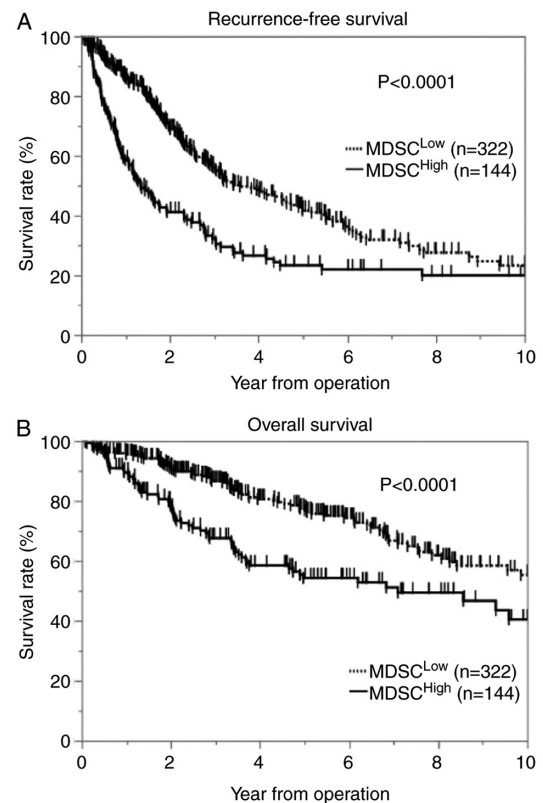 A
Recurrence-free survival
100
80
60
40
20
0
Survival rate (%)
P<0.0001
MDSCLow (n=322)
MDSCHigh (n=144)
0 2 4 6 8 10
Year from operation
B
Overall survival
100
80
60
40
20
0
Survival rate (%)
P<0.0001
MDSCLow (n=322)
MDSCHigh (n=144)
0 2 4 6 8 10
Year from operation